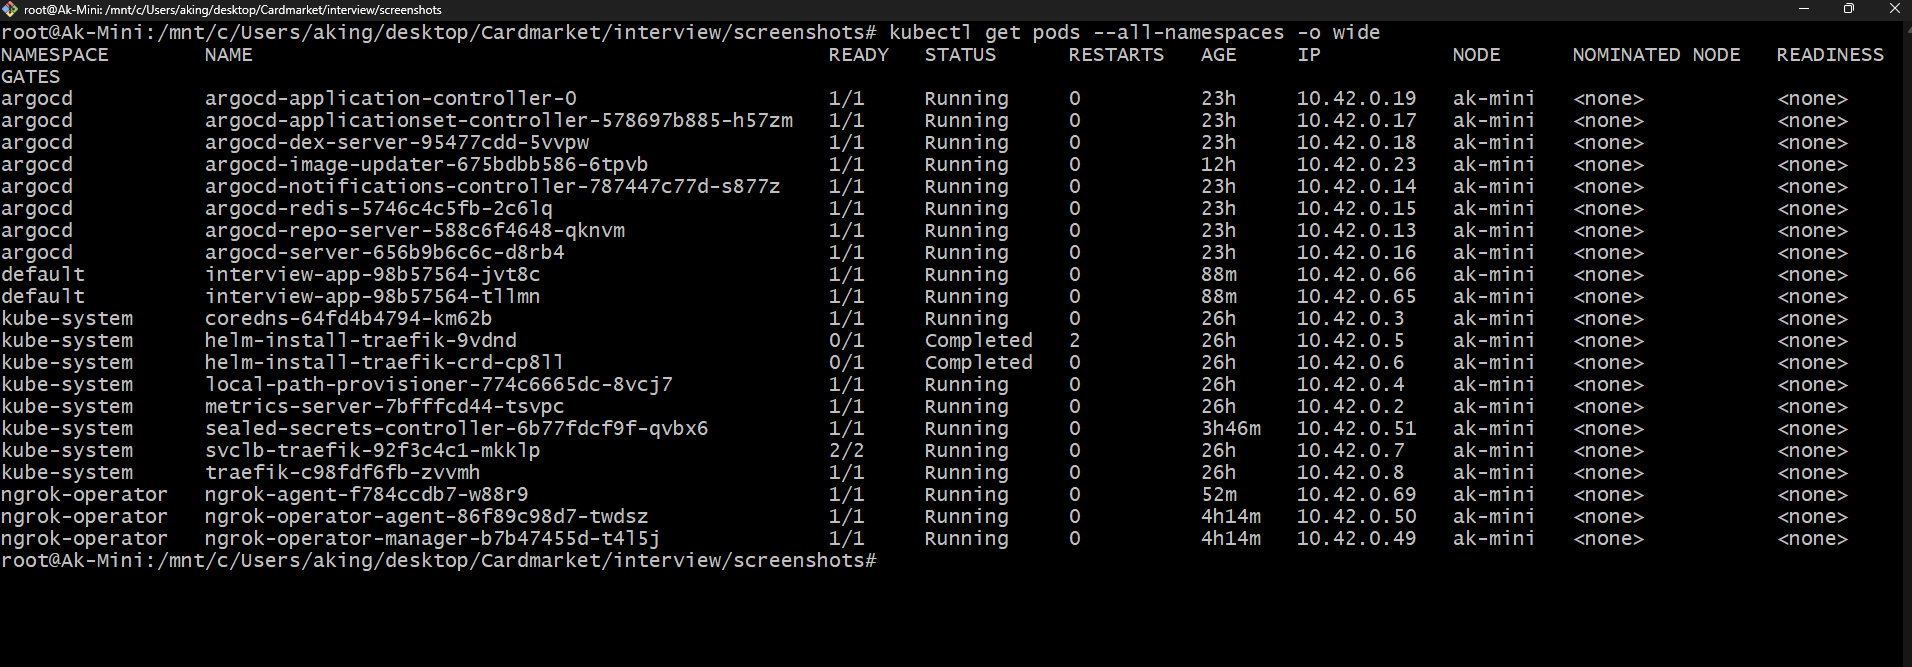 root@Ak-Mini: /mnt/c/Users/aking/desktop/Cardmarket/interview/screenshots
root@Ak-Mini:/mnt/c/Users/aking/desktop/Cardmarket/interview/screenshots# kubectl get pods --all-namespaces -o wide
NAMESPACE NAME READY STATUS RESTARTS AGE IP NODE NOMINATED NODE READINESS
GATES
argocd argocd-application-controller-0 1/1 Running 0 23h 10.42.0.19 ak-mini <none> <none>
argocd argocd-applicationset-controller-578697b885-h57zm 1/1 Running 0 23h 10.42.0.17 ak-mini <none> <none>
argocd argocd-dex-server-95477cdd-5vvpw 1/1 Running 0 23h 10.42.0.18 ak-mini <none> <none>
argocd argocd-image-updater-675bdbb586-6tpvb 1/1 Running 0 12h 10.42.0.23 ak-mini <none> <none>
argocd argocd-notifications-controller-787447c77d-s877z 1/1 Running 0 23h 10.42.0.14 ak-mini <none> <none>
argocd argocd-redis-5746c4c5fb-2c6lq 1/1 Running 0 23h 10.42.0.15 ak-mini <none> <none>
argocd argocd-repo-server-588c6f4648-qknvm 1/1 Running 0 23h 10.42.0.13 ak-mini <none> <none>
argocd argocd-server-656b9b6c6c-d8rb4 1/1 Running 0 23h 10.42.0.16 ak-mini <none> <none>
default interview-app-98b57564-jvt8c 1/1 Running 0 88m 10.42.0.66 ak-mini <none> <none>
default interview-app-98b57564-tllmn 1/1 Running 0 88m 10.42.0.65 ak-mini <none> <none>
kube-system coredns-64fd4b4794-km62b 1/1 Running 0 26h 10.42.0.3 ak-mini <none> <none>
kube-system helm-install-traefik-9vdnd 0/1 Completed 2 26h 10.42.0.5 ak-mini <none> <none>
kube-system helm-install-traefik-crd-cp8ll 0/1 Completed 0 26h 10.42.0.6 ak-mini <none> <none>
kube-system local-path-provisioner-774c6665dc-8vcj7 1/1 Running 0 26h 10.42.0.4 ak-mini <none> <none>
kube-system metrics-server-7bfffcd44-tsvpc 1/1 Running 0 26h 10.42.0.2 ak-mini <none> <none>
kube-system sealed-secrets-controller-6b77fdcf9f-qvbx6 1/1 Running 0 3h46m 10.42.0.51 ak-mini <none> <none>
kube-system svclb-traefik-92f3c4c1-mkklp 2/2 Running 0 26h 10.42.0.7 ak-mini <none> <none>
kube-system traefik-c98fdf6fb-zvvmh 1/1 Running 0 26h 10.42.0.8 ak-mini <none> <none>
ngrok-operator ngrok-agent-f784ccdb7-w88r9 1/1 Running 0 52m 10.42.0.69 ak-mini <none> <none>
ngrok-operator ngrok-operator-agent-86f89c98d7-twdsz 1/1 Running 0 4h14m 10.42.0.50 ak-mini <none> <none>
ngrok-operator ngrok-operator-manager-b7b47455d-t4l5j 1/1 Running 0 4h14m 10.42.0.49 ak-mini <none> <none>
root@Ak-Mini:/mnt/c/Users/aking/desktop/Cardmarket/interview/screenshots#